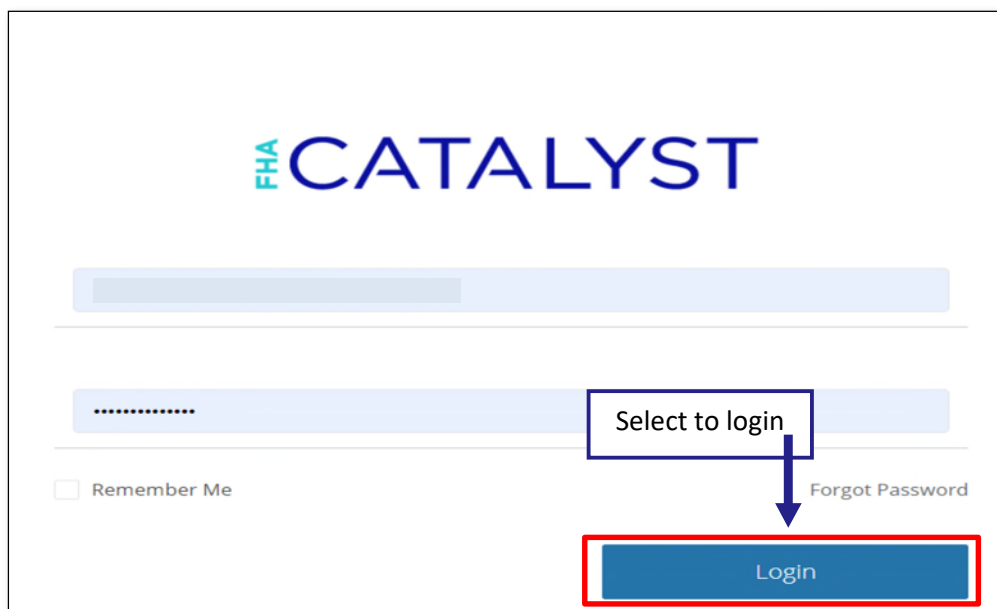 FHA CATALYST
••••••••••••••
Select to login
Remember Me
Forgot Password
Login